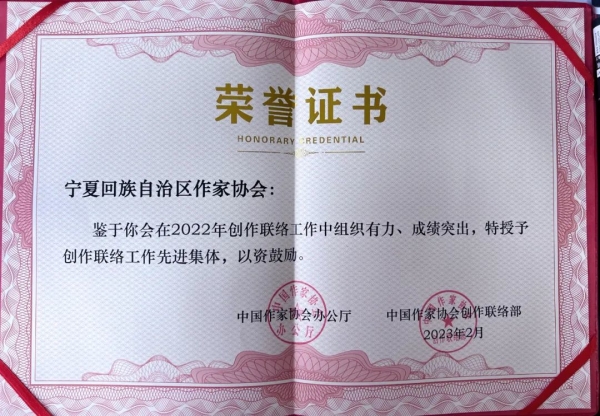 荣誉证书
HONORARY CREDENTIAL
宁夏回族自治区作家协会：
鉴于你会在2022年创作联络工作中组织有力、成绩突出，特授予
创作联络工作先进集体，以资鼓励。
中国作家协会办公厅
中国作家协会创作联络部
2023年2月